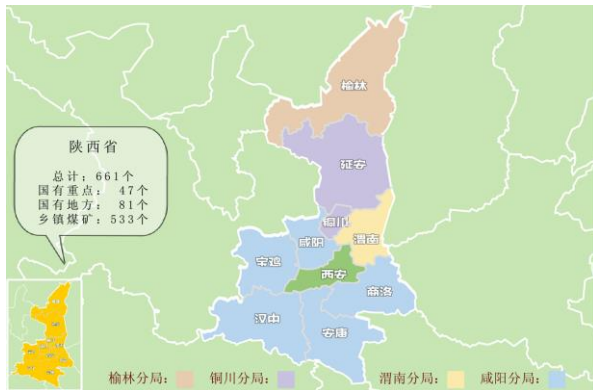 榆林
延安
铜川
渭南
咸阳
宝鸡
西安
商洛
汉中
安康
陕西省
总计：661个
国有重点：47个
国有地方：81个
乡镇煤矿：533个
榆林分局： 铜川分局： 渭南分局： 咸阳分局：